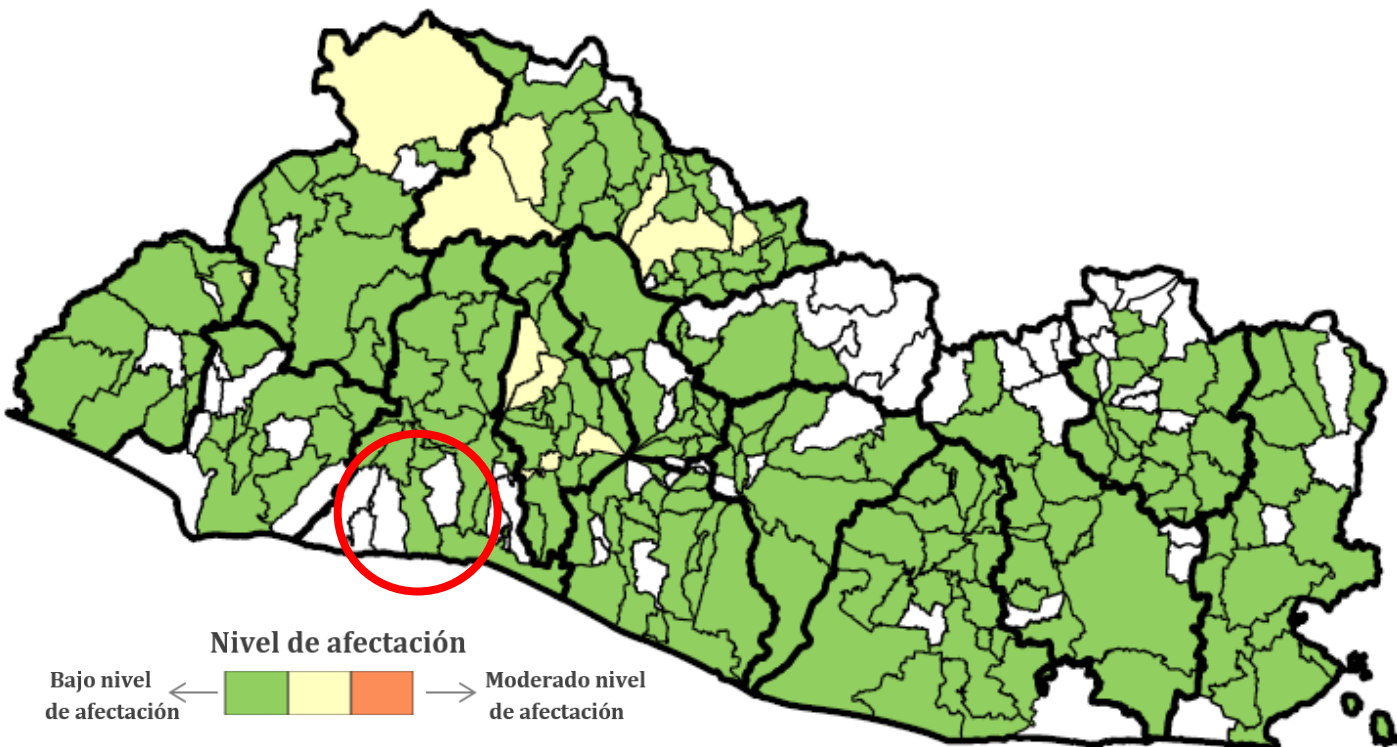 Nivel de afectación
Bajo nivel
de afectación
Moderado nivel
de afectación